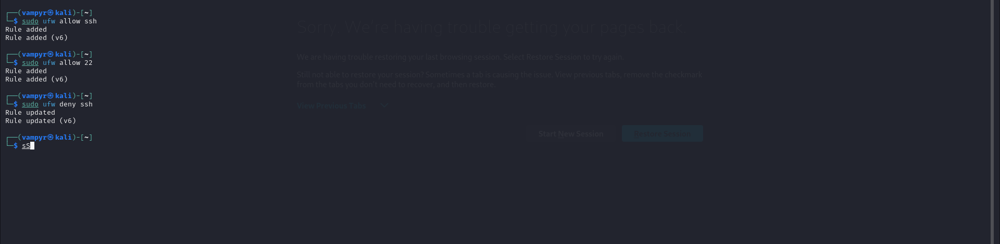 ┌──(vampyr㉿kali)-[~]
└─$ sudo ufw allow ssh
Rule added
Rule added (v6)
┌──(vampyr㉿kali)-[~]
└─$ sudo ufw allow 22
Rule added
Rule added (v6)
┌──(vampyr㉿kali)-[~]
└─$ sudo ufw deny ssh
Rule updated
Rule updated (v6)
┌──(vampyr㉿kali)-[~]
└─$ sS
Sorry. We're having trouble getting your pages back.
We are having trouble restoring your last browsing session. Select Restore Session to try again.
Still not able to restore your session? Sometimes a tab is causing the issue. View previous tabs, remove the checkmark
from the tabs you don't need to recover, and then restore.
View Previous Tabs
Start New Session
Restore Session